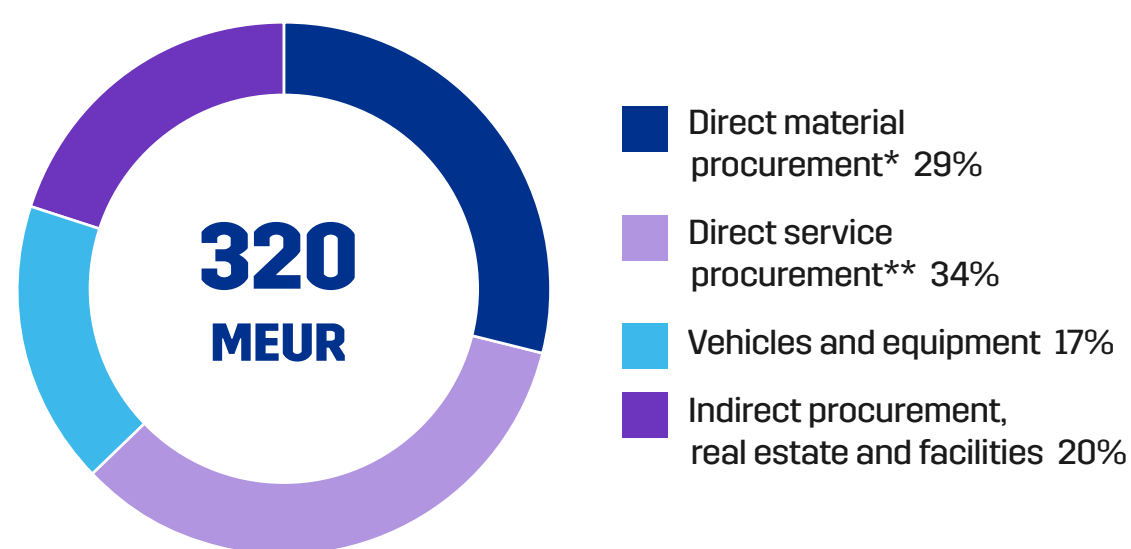 320
MEUR
Direct material
procurement* 29%
Direct service
procurement** 34%
Vehicles and equipment 17%
Indirect procurement,
real estate and facilities 20%